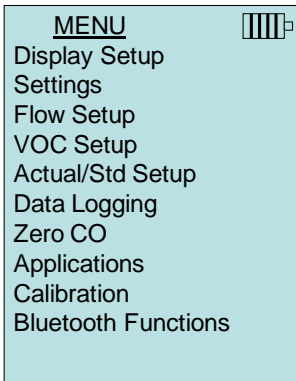 MENU
Display Setup
Settings
Flow Setup
VOC Setup
Actual/Std Setup
Data Logging
Zero CO
Applications
Calibration
Bluetooth Functions